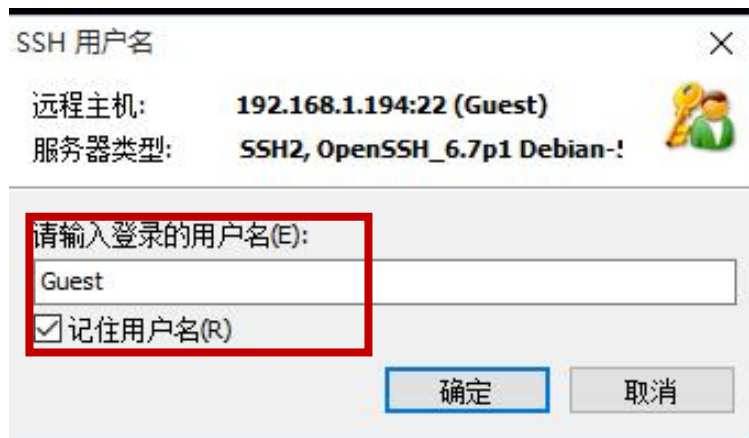 SSH 用户名
远程主机: 192.168.1.194:22 (Guest)
服务器类型: SSH2, OpenSSH_6.7p1 Debian-!
请输入登录的用户名(E):
Guest
记住用户名(R)
确定 取消